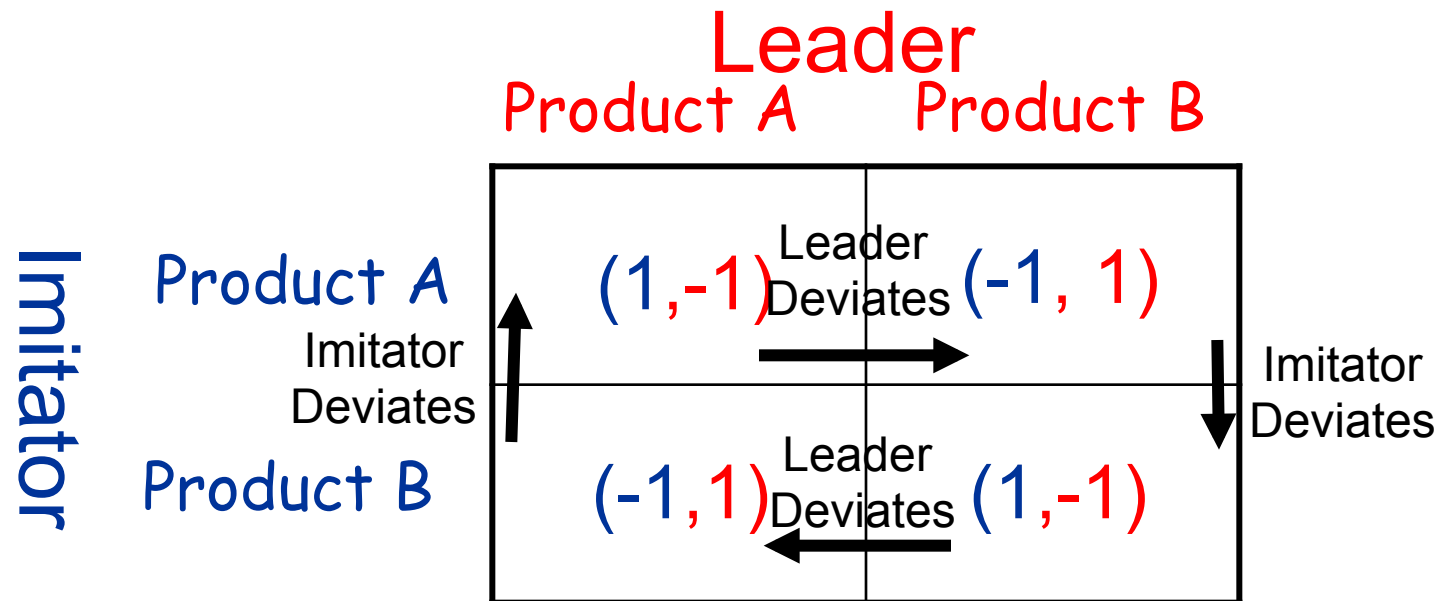 Leader
Product A Product B
Imitator
Product A (1,-1) Leader Deviates (-1, 1)
Imitator
Deviates
Imitator
Deviates
Product B (-1,1) Leader Deviates (1,-1)